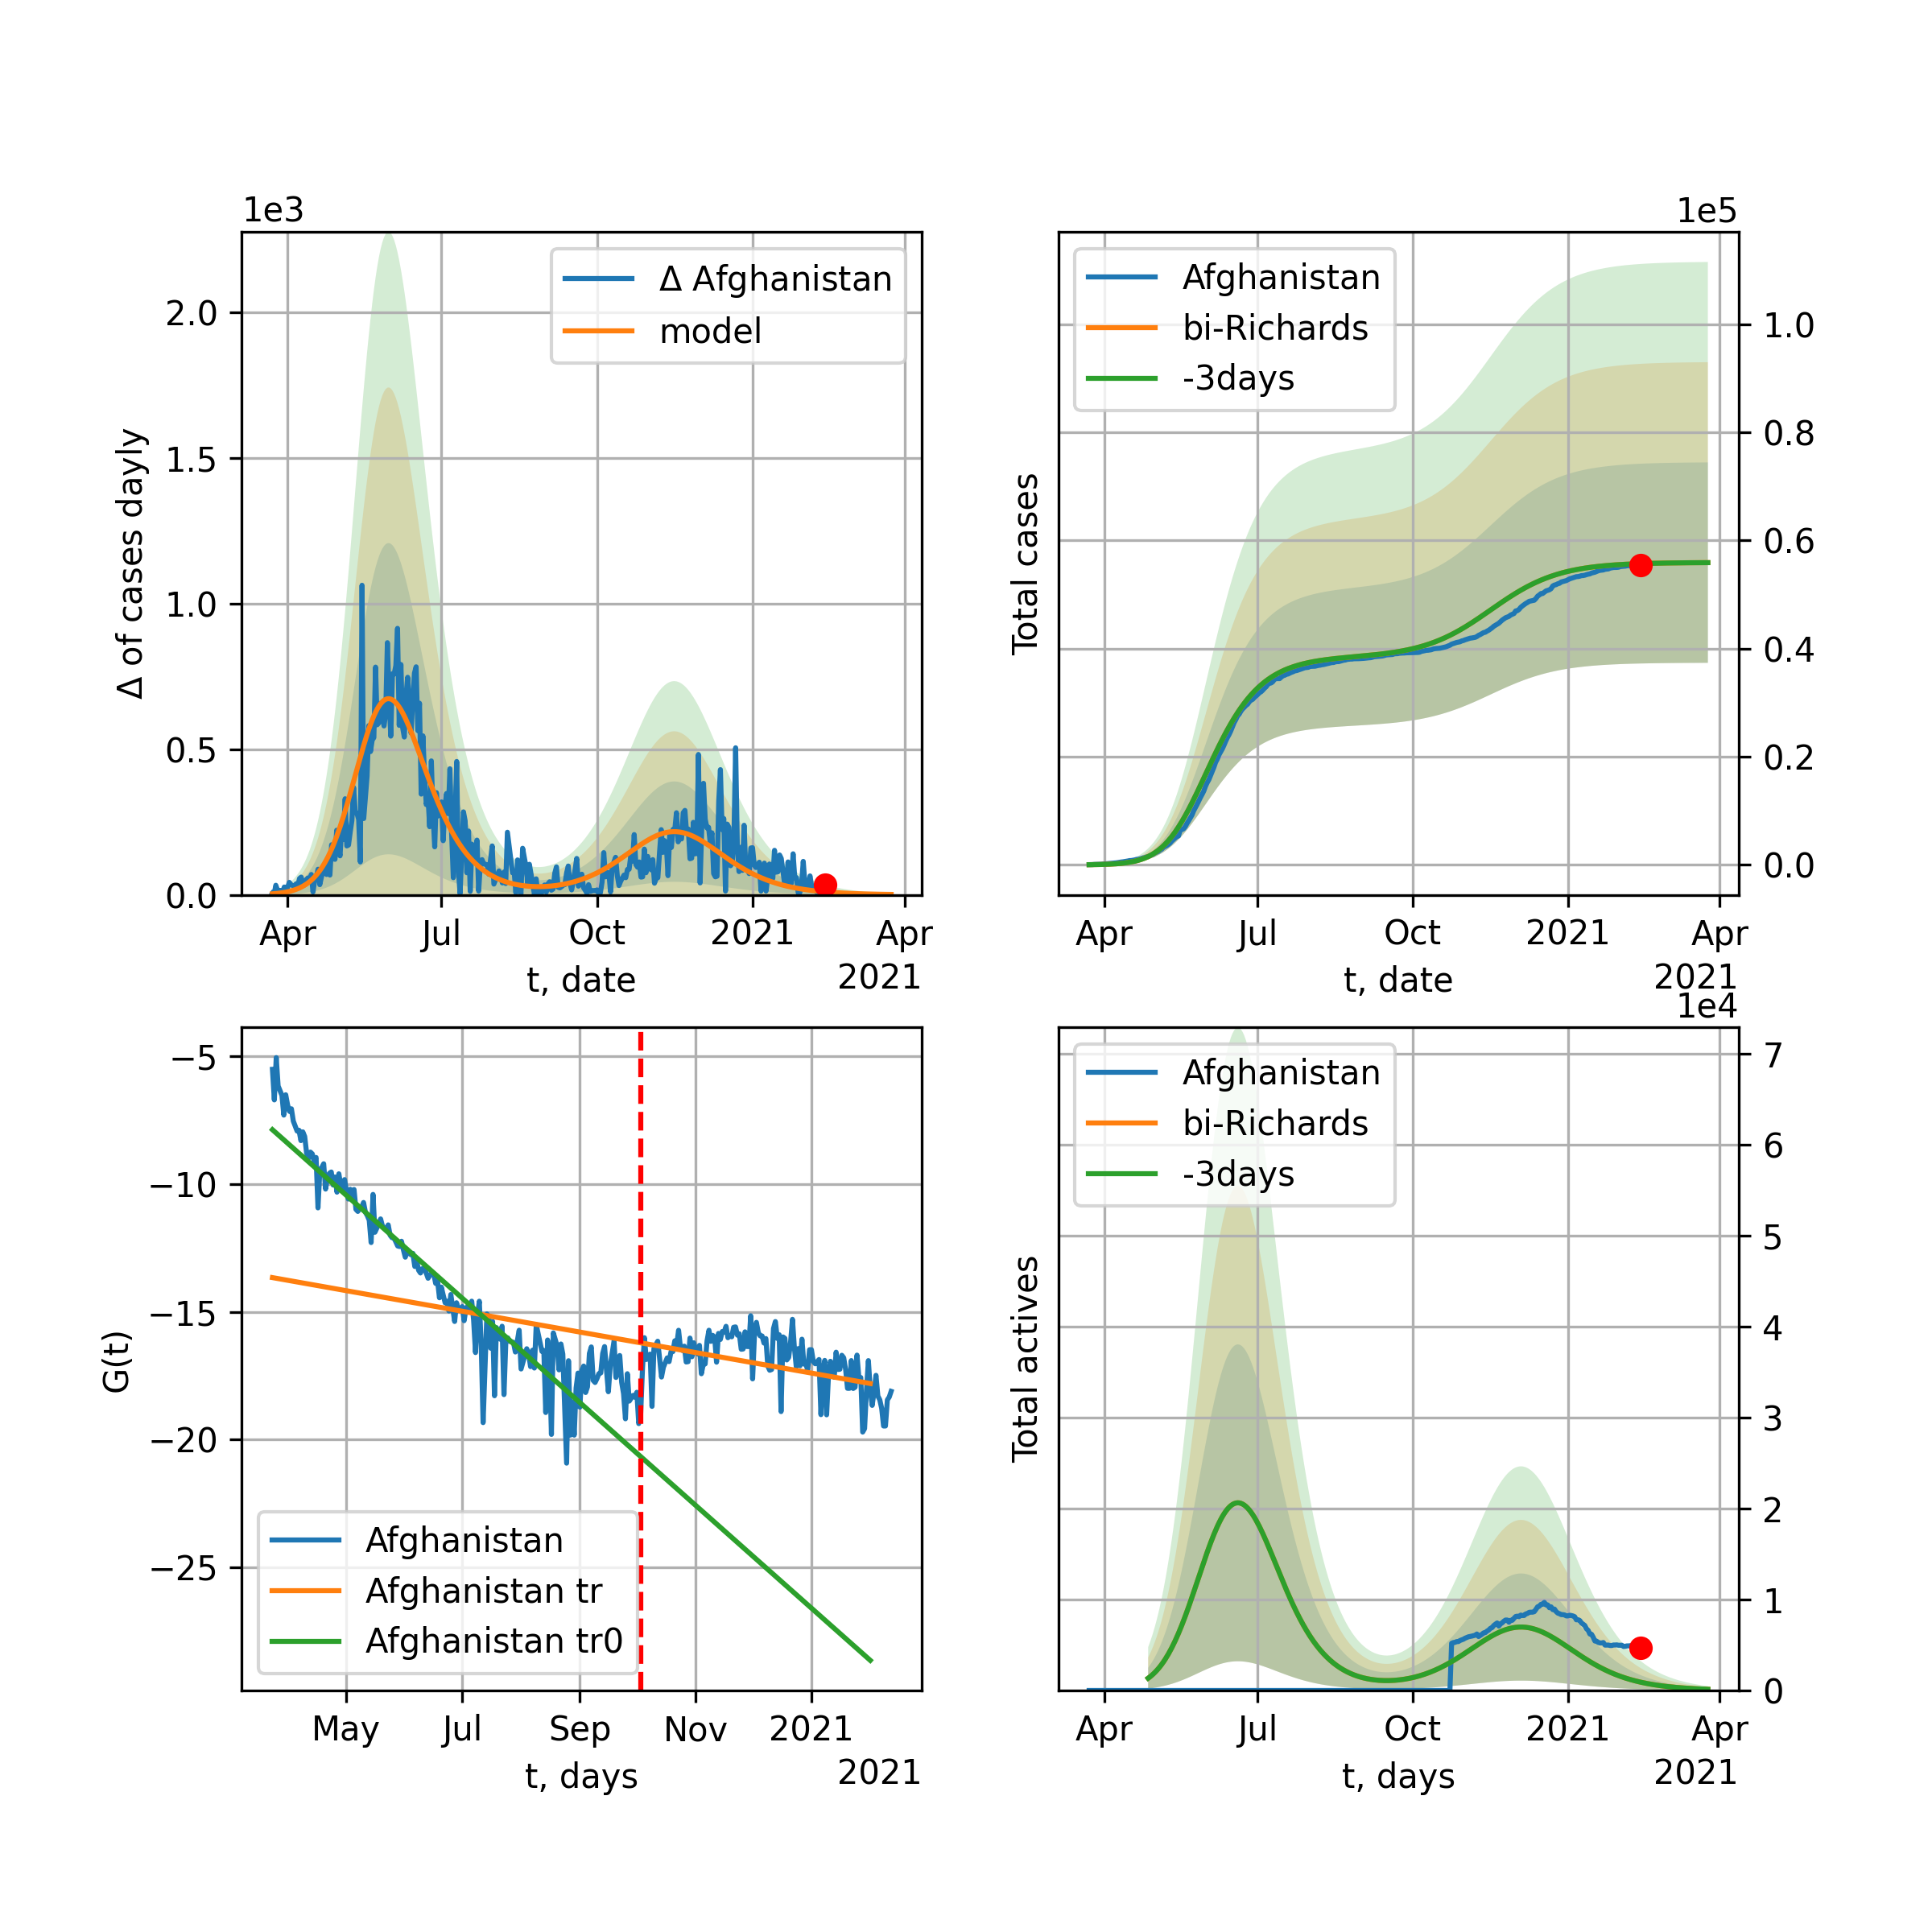 1e3
Δ of cases dayly
2.0
1.5
1.0
0.5
0.0
Δ Afghanistan
model
Apr Jul Oct 2021 Apr
t, date 2021
1e5
Total cases
Afghanistan
bi-Richards
-3days
1.0
0.8
0.6
0.4
0.2
0.0
Apr Jul Oct 2021 Apr
t, date 2021
G(t)
−5
−10
−15
−20
−25
Afghanistan
Afghanistan tr
Afghanistan tr0
May Jul Sep Nov 2021
t, days 2021
1e4
Total actives
Afghanistan
bi-Richards
-3days
7
6
5
4
3
2
1
0
Apr Jul Oct 2021 Apr
t, days 2021